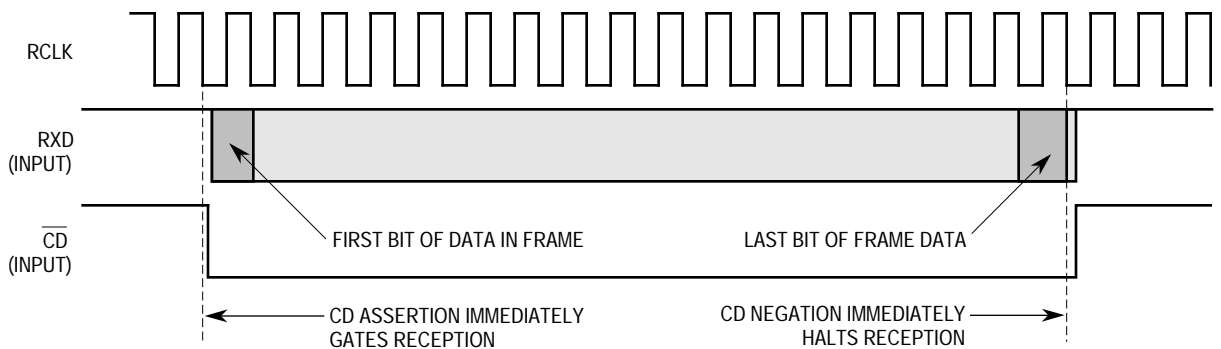 RCLK
RXD
(INPUT)
CD
(INPUT)
FIRST BIT OF DATA IN FRAME
LAST BIT OF FRAME DATA
CD ASSERTION IMMEDIATELY
GATES RECEPTION
CD NEGATION IMMEDIATELY
HALTS RECEPTION